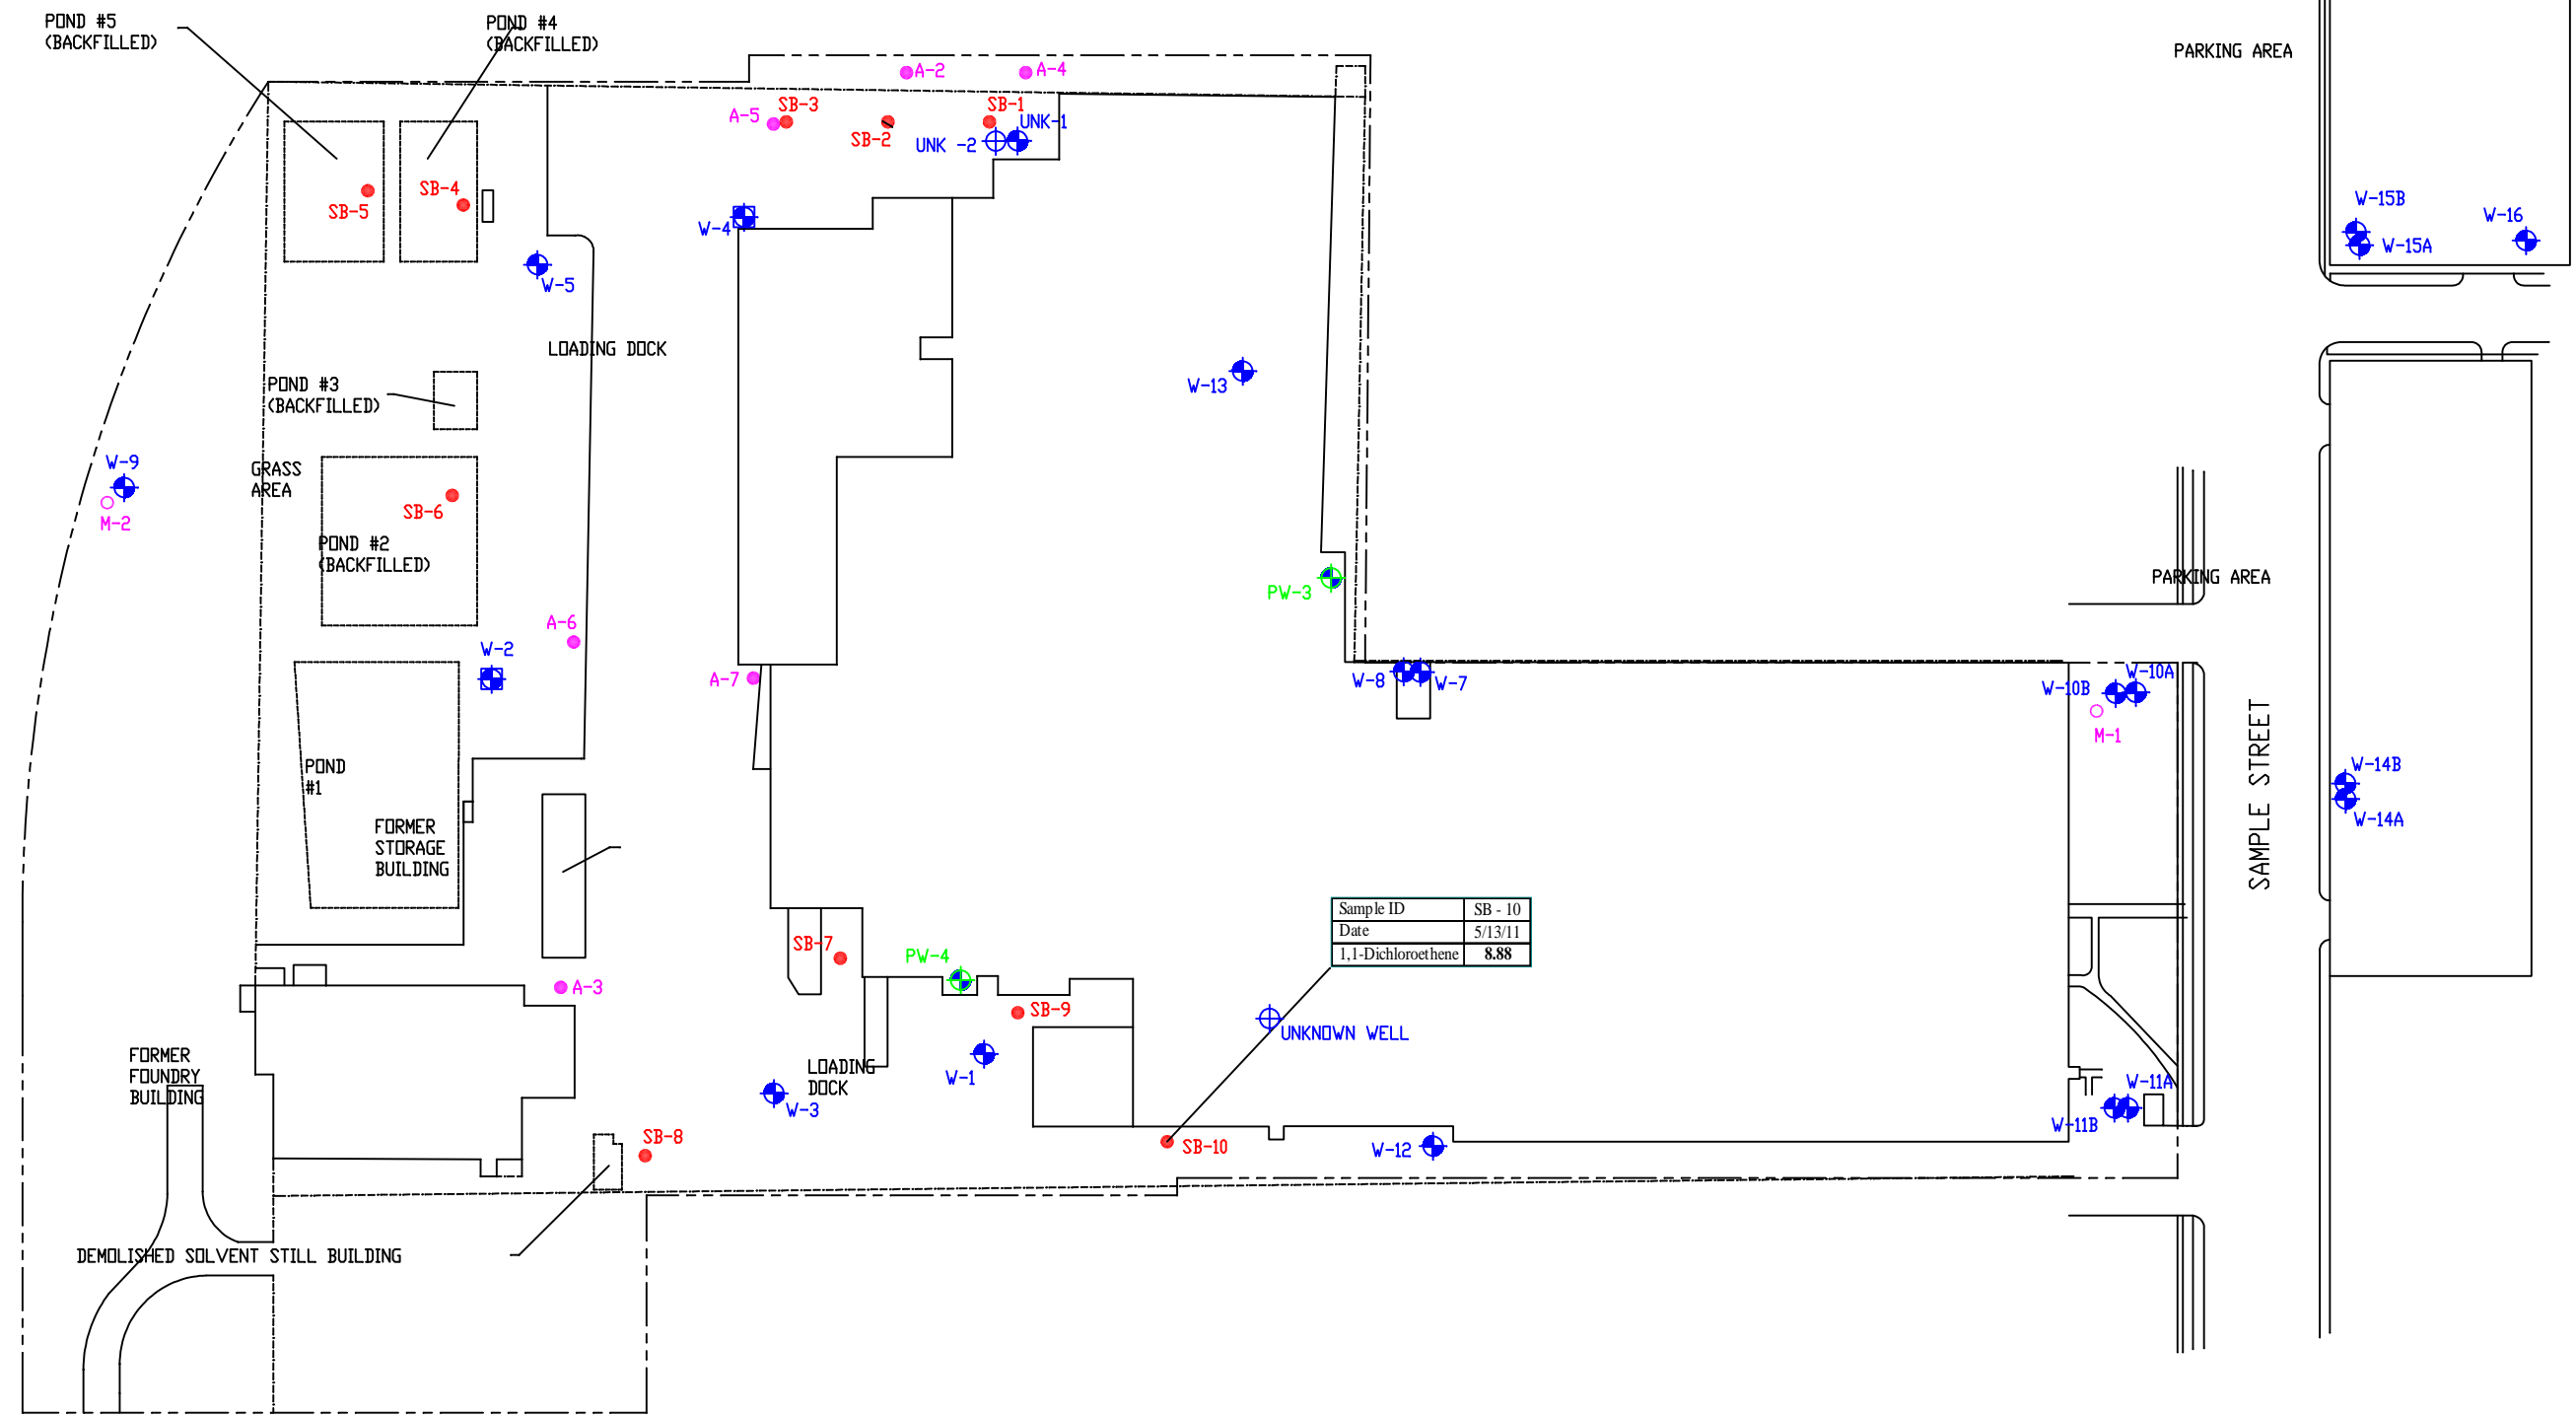 POND #5
(BACKFILLED)
POND #4
(BACKFILLED)
PARKING AREA
A-2
A-4
A-5
SB-3
SB-2
SB-1
UNK-1
UNK -2
SB-5
SB-4
W-4
W-5
W-15B
W-15A
W-16
LOADING DOCK
POND #3
(BACKFILLED)
W-13
W-9
M-2
GRASS
AREA
SB-6
POND #2
(BACKFILLED)
PW-3
PARKING AREA
A-6
W-2
A-7
W-8
W-7
W-10B
W-10A
M-1
SAMPLE STREET
POND
#1
FORMER
STORAGE
BUILDING
W-14B
W-14A
Sample ID SB - 10
Date 5/13/11
1,1-Dichloroethene 8.88
SB-7
PW-4
A-3
SB-9
UNKNOWN WELL
FORMER
FOUNDRY
BUILDING
LOADING
DOCK
W-1
W-3
W-11A
W-11B
SB-8
SB-10
W-12
DEMOLISHED SOLVENT STILL BUILDING